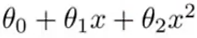 θ₀ + θ₁x + θ₂x²